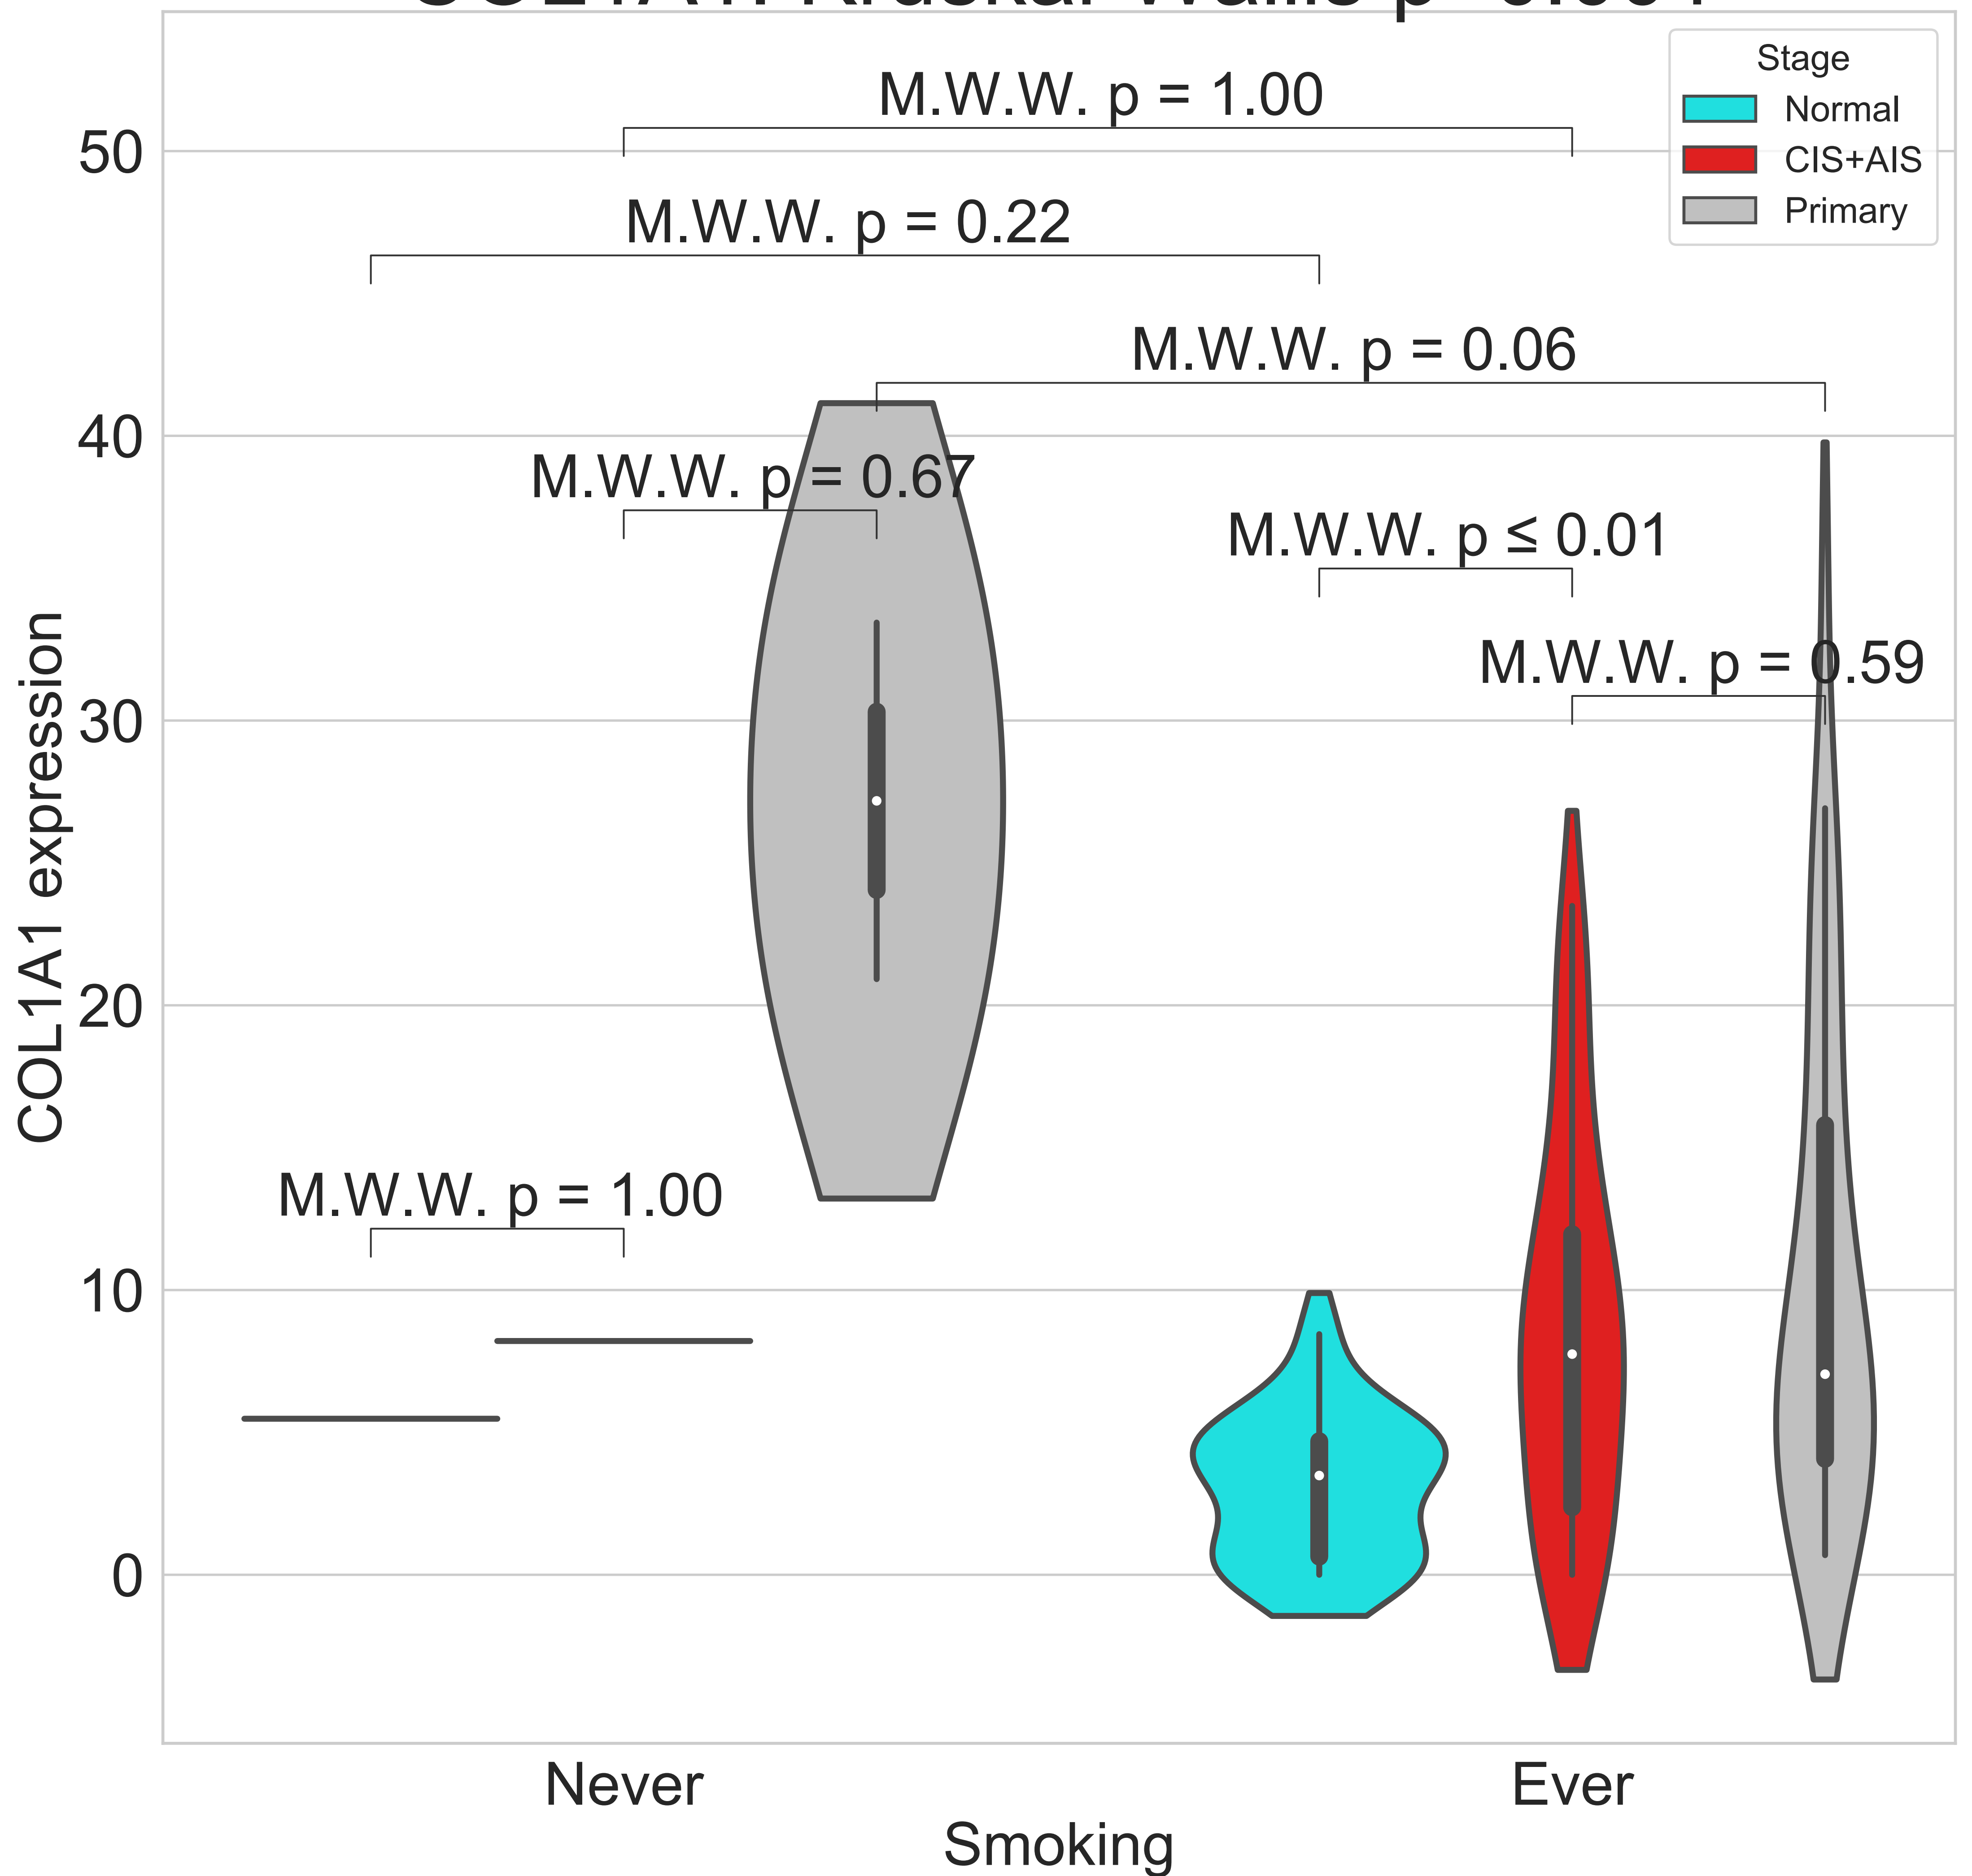 Stage
Normal
CIS+AIS
Primary
M.W.W. p = 1.00
M.W.W. p = 0.22
M.W.W. p = 0.06
M.W.W. p = 0.67
M.W.W. p ≤ 0.01
M.W.W. p = 0.59
M.W.W. p = 1.00
COL1A1 expression
50
40
30
20
10
0
Never
Ever
Smoking